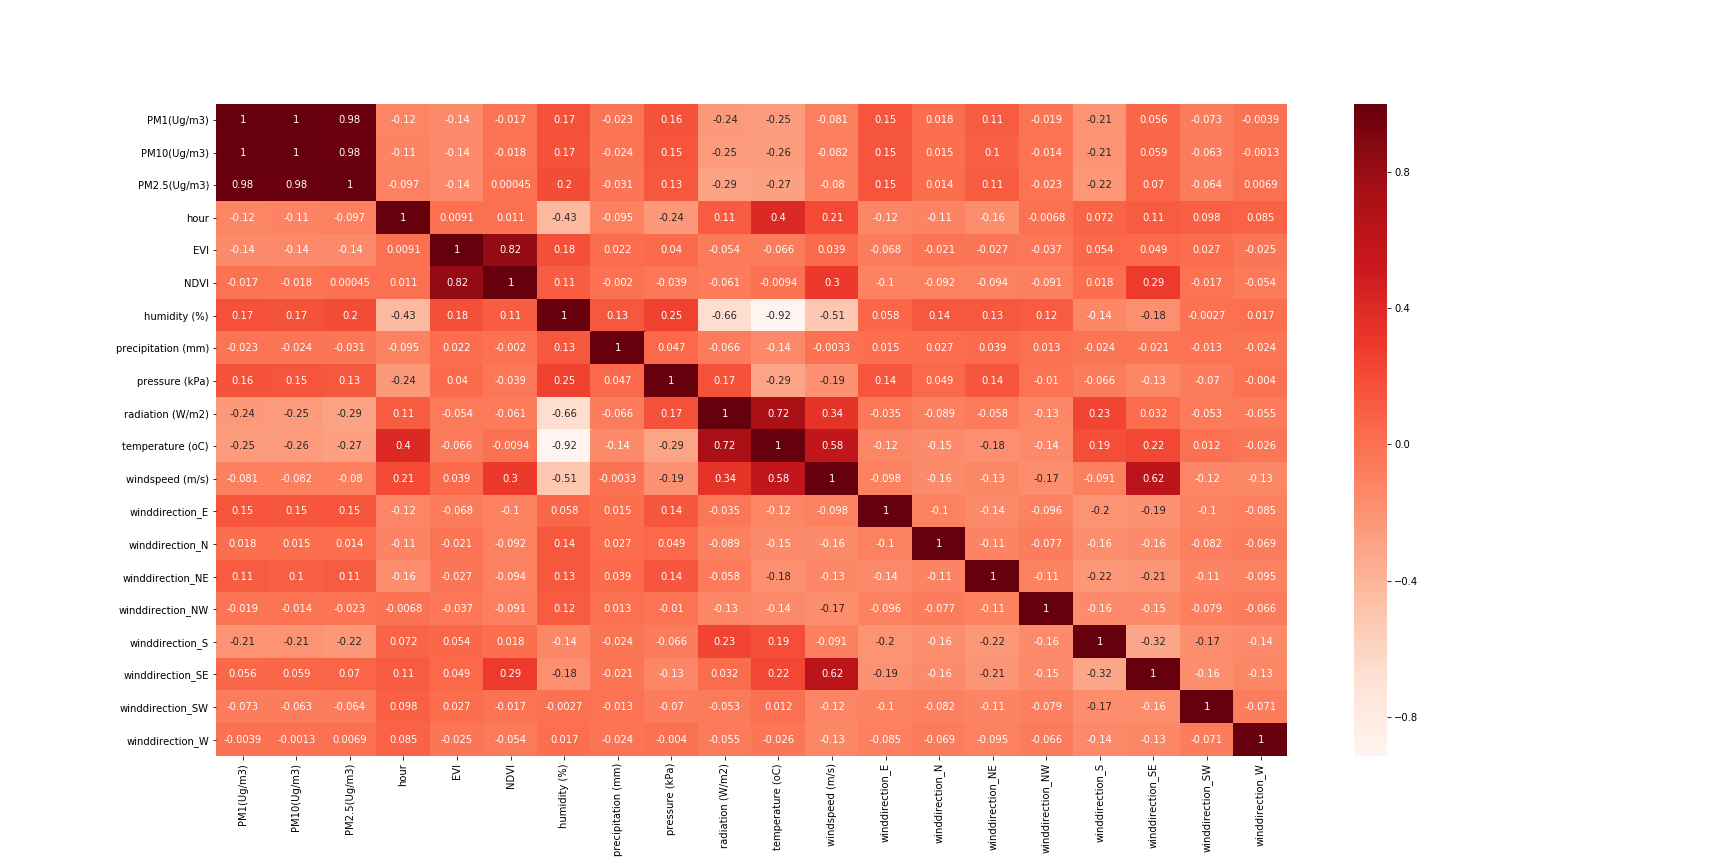 PM1(Ug/m3) 1 1 0.98 -0.12 -0.14 -0.017 0.17 -0.023 0.16 -0.24 -0.25 -0.081 0.15 0.018 0.11 -0.019 -0.21 0.056 -0.073 -0.0039
PM10(Ug/m3) 1 1 0.98 -0.11 -0.14 -0.018 0.17 -0.024 0.15 -0.25 -0.26 -0.082 0.15 0.015 0.1 -0.014 -0.21 0.059 -0.063 -0.0013
PM2.5(Ug/m3) 0.98 0.98 1 -0.097 -0.14 0.00045 0.2 -0.031 0.13 -0.29 -0.27 -0.08 0.15 0.014 0.11 -0.023 -0.22 0.07 -0.064 0.0069
0.8
hour -0.12 -0.11 -0.097 1 0.0091 0.011 -0.43 -0.095 -0.24 0.11 0.4 0.21 -0.12 -0.11 -0.16 -0.0068 0.072 0.11 0.098 0.085
EVI -0.14 -0.14 -0.14 0.0091 1 0.82 0.18 0.022 0.04 -0.054 -0.066 0.039 -0.068 -0.021 -0.027 -0.037 0.054 0.049 0.027 -0.025
NDVI -0.017 -0.018 0.00045 0.011 0.82 1 0.11 -0.002 -0.039 -0.061 -0.0094 0.3 -0.1 -0.092 -0.094 -0.091 0.018 0.29 -0.017 -0.054
0.4
humidity (%) 0.17 0.17 0.2 -0.43 0.18 0.11 1 0.13 0.25 -0.66 -0.92 -0.51 0.058 0.14 0.13 0.12 -0.14 -0.18 -0.0027 0.017
precipitation (mm) -0.023 -0.024 -0.031 -0.095 0.022 -0.002 0.13 1 0.047 -0.066 -0.14 -0.0033 0.015 0.027 0.039 0.013 -0.024 -0.021 -0.013 -0.024
pressure (kPa) 0.16 0.15 0.13 -0.24 0.04 -0.039 0.25 0.047 1 0.17 -0.29 -0.19 0.14 0.049 0.14 -0.01 -0.066 -0.13 -0.07 -0.004
radiation (W/m2) -0.24 -0.25 -0.29 0.11 -0.054 -0.061 -0.66 -0.066 0.17 1 0.72 0.34 -0.035 -0.089 -0.058 -0.13 0.23 0.032 -0.053 -0.055
temperature (oC) -0.25 -0.26 -0.27 0.4 -0.066 -0.0094 -0.92 -0.14 -0.29 0.72 1 0.58 -0.12 -0.15 -0.18 -0.14 0.19 0.22 0.012 -0.026
0.0
windspeed (m/s) -0.081 -0.082 -0.08 0.21 0.039 0.3 -0.51 -0.0033 -0.19 0.34 0.58 1 -0.098 -0.16 -0.13 -0.17 -0.091 0.62 -0.12 -0.13
winddirection_E 0.15 0.15 0.15 -0.12 -0.068 -0.1 0.058 0.015 0.14 -0.035 -0.12 -0.098 1 -0.1 -0.14 -0.096 -0.2 -0.19 -0.1 -0.085
winddirection_N 0.018 0.015 0.014 -0.11 -0.021 -0.092 0.14 0.027 0.049 -0.089 -0.15 -0.16 -0.1 1 -0.11 -0.077 -0.16 -0.16 -0.082 -0.069
winddirection_NE 0.11 0.1 0.11 -0.16 -0.027 -0.094 0.13 0.039 0.14 -0.058 -0.18 -0.13 -0.14 -0.11 1 -0.11 -0.22 -0.21 -0.11 -0.095
−0.4
winddirection_NW -0.019 -0.014 -0.023 -0.0068 -0.037 -0.091 0.12 0.013 -0.01 -0.13 -0.14 -0.17 -0.096 -0.077 -0.11 1 -0.16 -0.15 -0.079 -0.066
winddirection_S -0.21 -0.21 -0.22 0.072 0.054 0.018 -0.14 -0.024 -0.066 0.23 0.19 -0.091 -0.2 -0.16 -0.22 -0.16 1 -0.32 -0.17 -0.14
winddirection_SE 0.056 0.059 0.07 0.11 0.049 0.29 -0.18 -0.021 -0.13 0.032 0.22 0.62 -0.19 -0.16 -0.21 -0.15 -0.32 1 -0.16 -0.13
winddirection_SW -0.073 -0.063 -0.064 0.098 0.027 -0.017 -0.0027 -0.013 -0.07 -0.053 0.012 -0.12 -0.1 -0.082 -0.11 -0.079 -0.17 -0.16 1 -0.071
−0.8
winddirection_W -0.0039 -0.0013 0.0069 0.085 -0.025 -0.054 0.017 -0.024 -0.004 -0.055 -0.026 -0.13 -0.085 -0.069 -0.095 -0.066 -0.14 -0.13 -0.071 1
PM1(Ug/m3)
PM10(Ug/m3)
PM2.5(Ug/m3)
hour
EVI
NDVI
humidity (%)
precipitation (mm)
pressure (kPa)
radiation (W/m2)
temperature (oC)
windspeed (m/s)
winddirection_E
winddirection_N
winddirection_NE
winddirection_NW
winddirection_S
winddirection_SE
winddirection_SW
winddirection_W